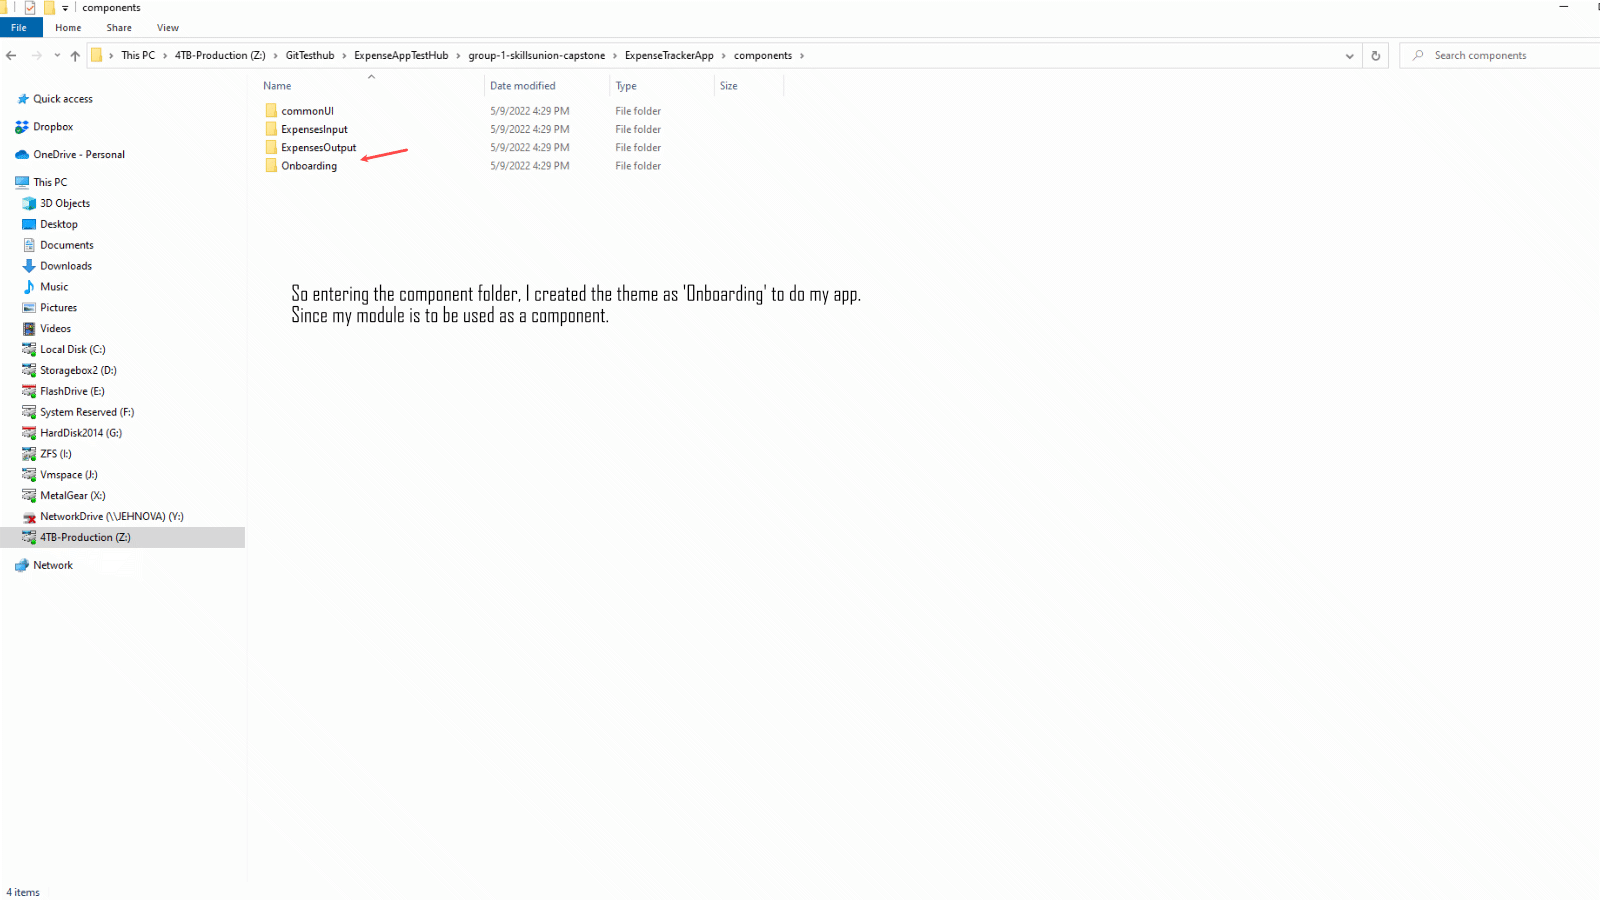 components
File Home Share View
This PC > 4TB-Production (Z:) > GitTesthub > ExpenseAppTestHub > group-1-skillsunion-capstone > ExpenseTrackerApp > components >
Search components
Name Date modified Type Size
commonUI 5/9/2022 4:29 PM File folder
ExpensesInput 5/9/2022 4:29 PM File folder
ExpensesOutput 5/9/2022 4:29 PM File folder
Onboarding 5/9/2022 4:29 PM File folder
Quick access
Dropbox
OneDrive - Personal
This PC
3D Objects
Desktop
Documents
Downloads
Music
Pictures
Videos
Local Disk (C:)
Storagebox2 (D:)
FlashDrive (E:)
System Reserved (F:)
HardDisk2014 (G:)
ZFS (I:)
Vmspace (J:)
MetalGear (X:)
NetworkDrive (\\JEHNOVA) (Y:)
4TB-Production (Z:)
Network
So entering the component folder, I created the theme as 'Onboarding' to do my app.
Since my module is to be used as a component.
4 items